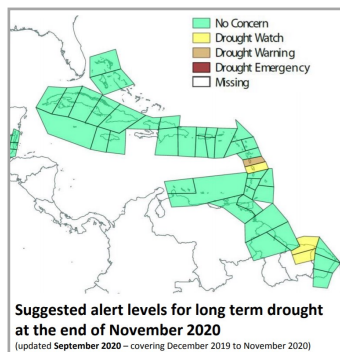 No Concern
Drought Watch
Drought Warning
Drought Emergency
Missing
Suggested alert levels for long term drought
at the end of November 2020
(updated September 2020 – covering December 2019 to November 2020)